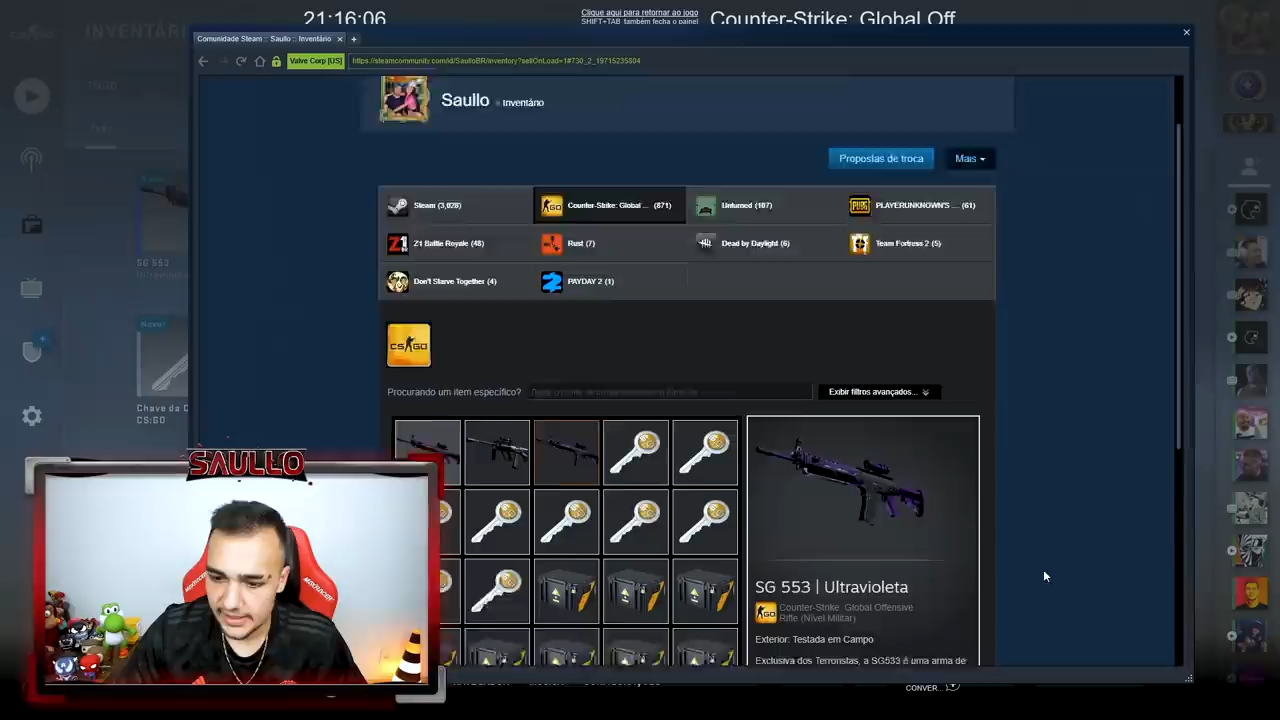 21:16:06
Clique aqui para retornar ao jogo
SHIFT+TAB também fecha o painel
Counter-Strike: Global Off
INVENTÁRIO
Comunidade Steam :: Saullo :: Inventário
Valve Corp [US]
https://steamcommunity.com/id/SaulloBR/inventory?sellOnLoad=1#730_2_19715235804
Saullo » Inventário
Propostas de troca
Mais
Steam (3,028)
Counter-Strike: Global ... (871)
Unturned (107)
PLAYERUNKNOWN'S ... (61)
Z1 Battle Royale (48)
Rust (7)
Dead by Daylight (6)
Team Fortress 2 (5)
Don't Starve Together (4)
PAYDAY 2 (1)
SG 553
Novo!
Chave da C
CS:GO
CS GO
Procurando um item específico?
Exibir filtros avançados...
SG 553 | Ultravioleta
Counter-Strike: Global Offensive
Rifle (Nível Militar)
Exterior: Testada em Campo
Exclusiva dos Terroristas, a SG553 é uma arma de
SAULLO
MAXRACER
CONVER...